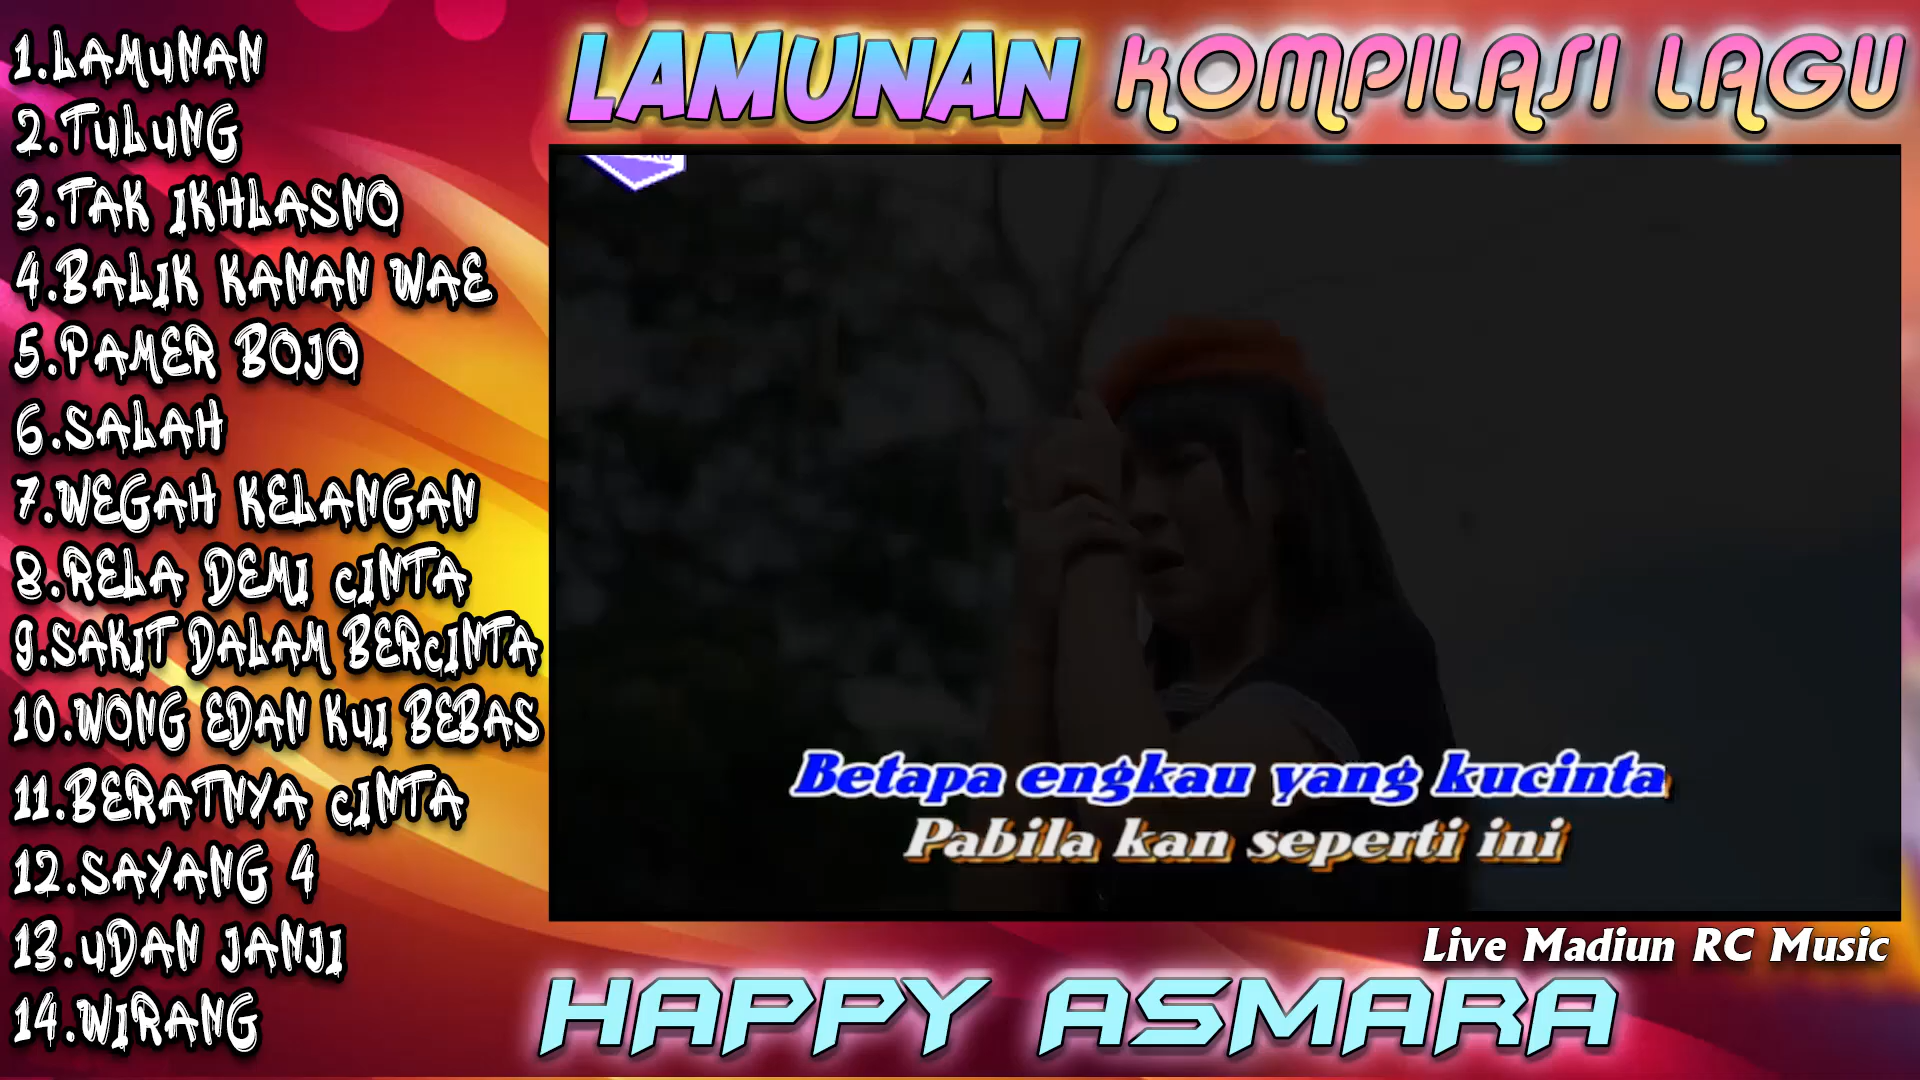 1.LAMUNAN
2.TULUNG
3.TAK IKHLASNO
4.BALIK KANAN WAE
5.PAMER BOJO
6.SALAH
7.WEGAH KELANGAN
8.RELA DEMI CINTA
9.SAKIT DALAM BERCINTA
10.WONG EDAN KUI BEBAS
11.BERATNYA CINTA
12.SAYANG 4
13.UDAN JANJI
14.WIRANG
LAMUNAN KOMPILASI LAGU
Betapa engkau yang kucinta
Pabila kan seperti ini
Live Madiun RC Music
HAPPY ASMARA